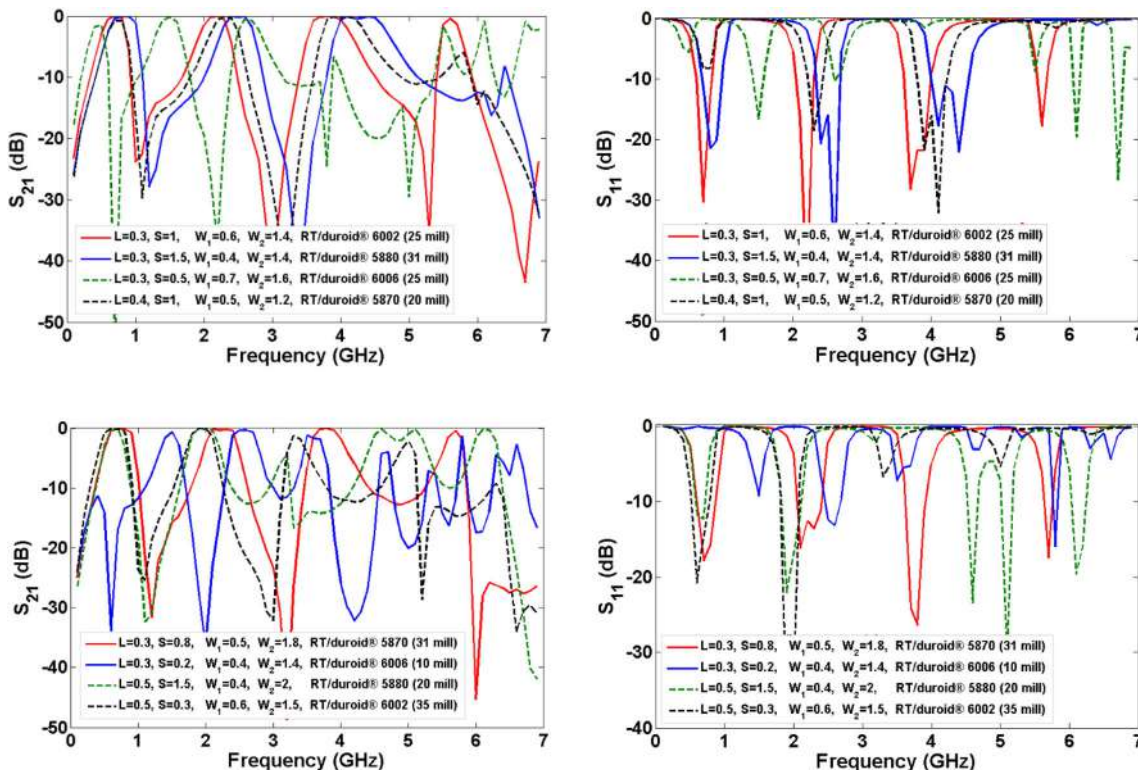 0
-10
-20
-30
-40
-50
S21 (dB)
L=0.3, S=1, W1=0.6, W2=1.4, RT/duroid® 6002 (25 mill)
L=0.3, S=1.5, W1=0.4, W2=1.4, RT/duroid® 5880 (31 mill)
L=0.3, S=0.5, W1=0.7, W2=1.6, RT/duroid® 6006 (25 mill)
L=0.4, S=1, W1=0.5, W2=1.2, RT/duroid® 5870 (20 mill)
0 1 2 3 4 5 6 7
Frequency (GHz)
0
-10
-20
-30
-40
-50
S11 (dB)
L=0.3, S=1, W1=0.6, W2=1.4, RT/duroid® 6002 (25 mill)
L=0.3, S=1.5, W1=0.4, W2=1.4, RT/duroid® 5880 (31 mill)
L=0.3, S=0.5, W1=0.7, W2=1.6, RT/duroid® 6006 (25 mill)
L=0.4, S=1, W1=0.5, W2=1.2, RT/duroid® 5870 (20 mill)
0 1 2 3 4 5 6 7
Frequency (GHz)
0
-10
-20
-30
-40
-50
S21 (dB)
L=0.3, S=0.8, W1=0.5, W2=1.8, RT/duroid® 5870 (31 mill)
L=0.3, S=0.2, W1=0.4, W2=1.4, RT/duroid® 6006 (10 mill)
L=0.5, S=1.5, W1=0.4, W2=2, RT/duroid® 5880 (20 mill)
L=0.5, S=0.3, W1=0.6, W2=1.5, RT/duroid® 6002 (35 mill)
0 1 2 3 4 5 6 7
Frequency (GHz)
0
-10
-20
-30
-40
S11 (dB)
L=0.3, S=0.8, W1=0.5, W2=1.8, RT/duroid® 5870 (31 mill)
L=0.3, S=0.2, W1=0.4, W2=1.4, RT/duroid® 6006 (10 mill)
L=0.5, S=1.5, W1=0.4, W2=2, RT/duroid® 5880 (20 mill)
L=0.5, S=0.3, W1=0.6, W2=1.5, RT/duroid® 6002 (35 mill)
0 1 2 3 4 5 6 7
Frequency (GHz)